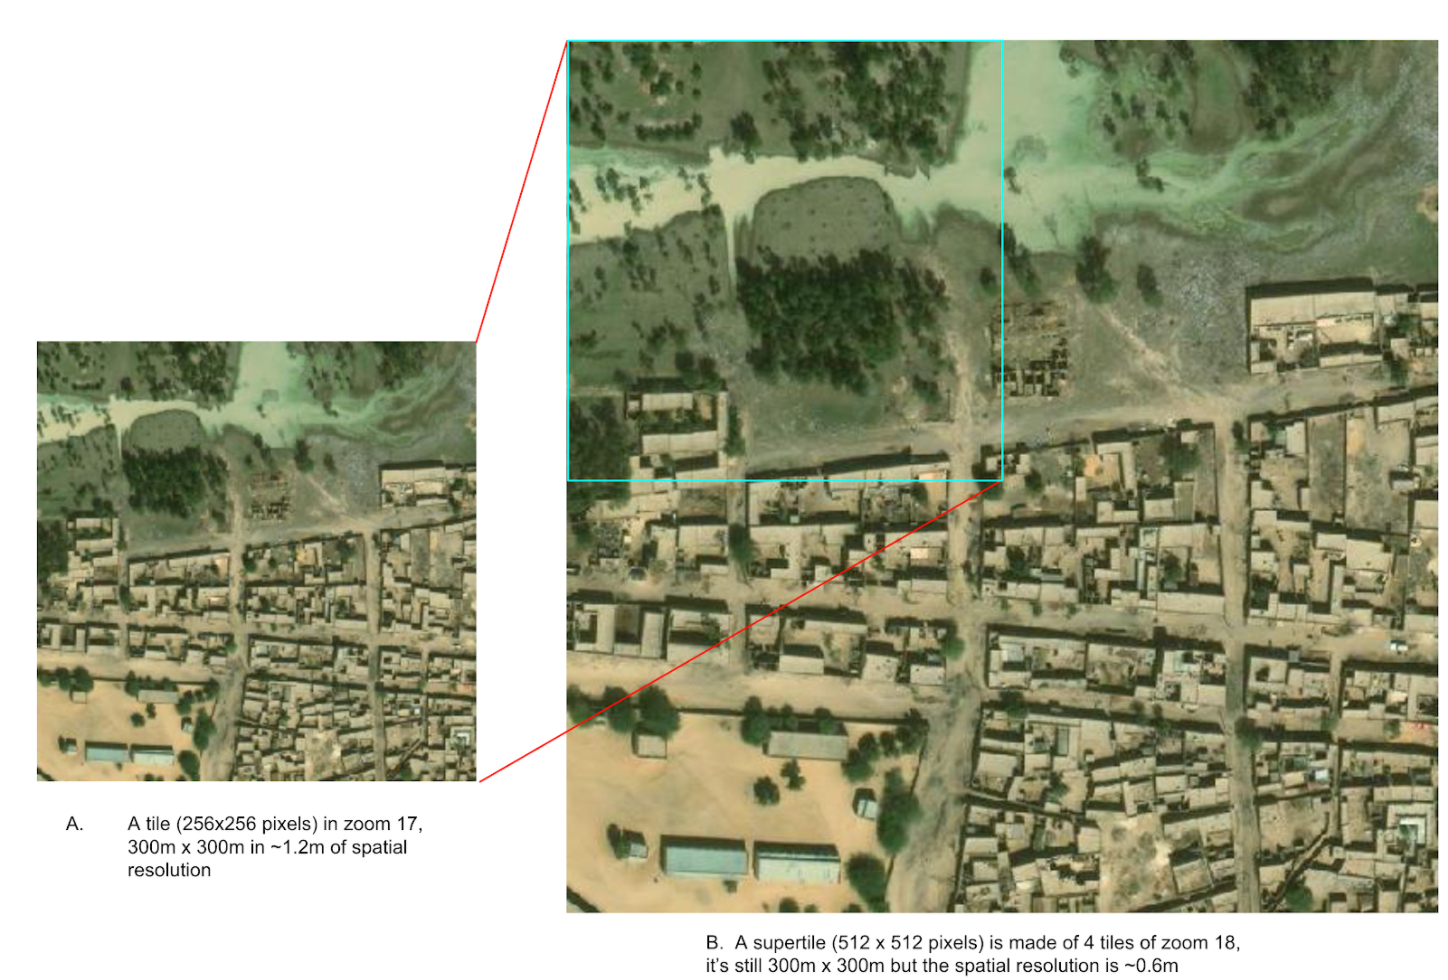 A. A tile (256x256 pixels) in zoom 17,
300m x 300m in ~1.2m of spatial
resolution
B. A supertile (512 x 512 pixels) is made of 4 tiles of zoom 18,
it's still 300m x 300m but the spatial resolution is ~0.6m